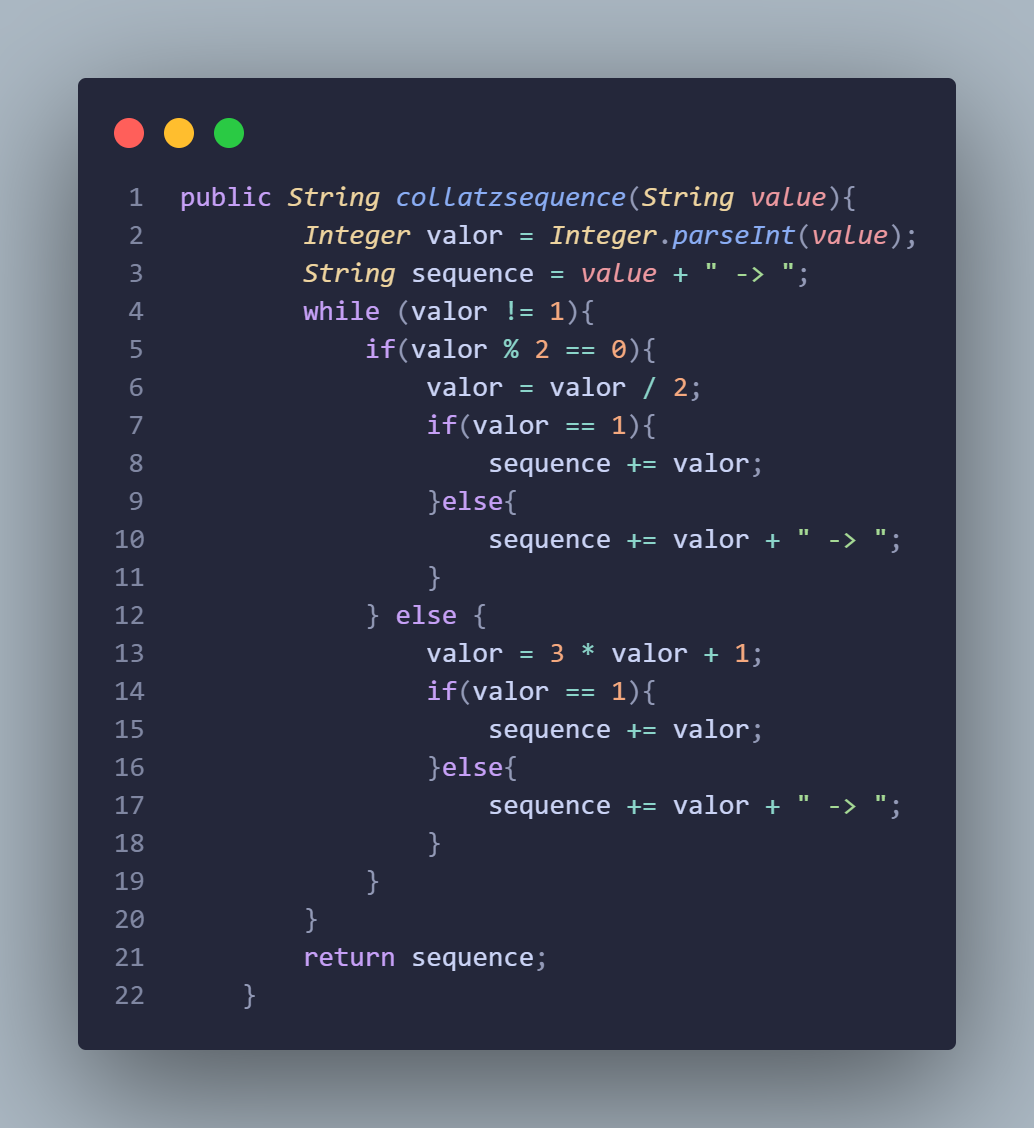 1 public String collatzsequence(String value){
2         Integer valor = Integer.parseInt(value);
3         String sequence = value + " -> ";
4         while (valor != 1){
5             if(valor % 2 == 0){
6                 valor = valor / 2;
7                 if(valor == 1){
8                     sequence += valor;
9                 }else{
10                     sequence += valor + " -> ";
11                 }
12             } else {
13                 valor = 3 * valor + 1;
14                 if(valor == 1){
15                     sequence += valor;
16                 }else{
17                     sequence += valor + " -> ";
18                 }
19             }
20         }
21         return sequence;
22     }